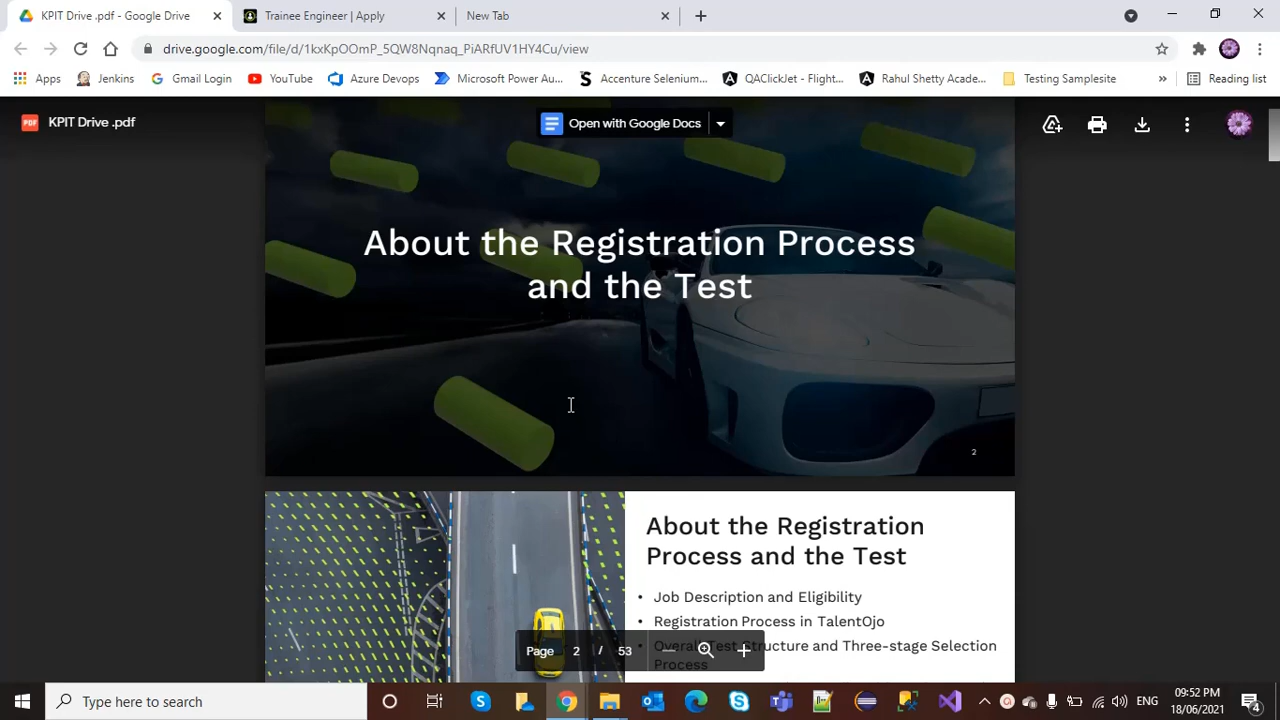 KPIT Drive .pdf - Google Drive
Trainee Engineer | Apply
New Tab
drive.google.com/file/d/1kxKpOOmP_5QW8Nqnaq_PiARfUV1HY4Cu/view
Apps
Jenkins
Gmail Login
YouTube
Azure Devops
Microsoft Power Au...
Accenture Selenium...
QAClickJet - Flight...
Rahul Shetty Acade...
Testing Samplesite
»
Reading list
PDF
KPIT Drive .pdf
Open with Google Docs
About the Registration Process
and the Test
2
About the Registration
Process and the Test
• Job Description and Eligibility
• Registration Process in TalentOjo
• Overall Test Structure and Three-stage Selection
Process
Page 2 / 53
Type here to search
ENG
09:52 PM
18/06/2021
4